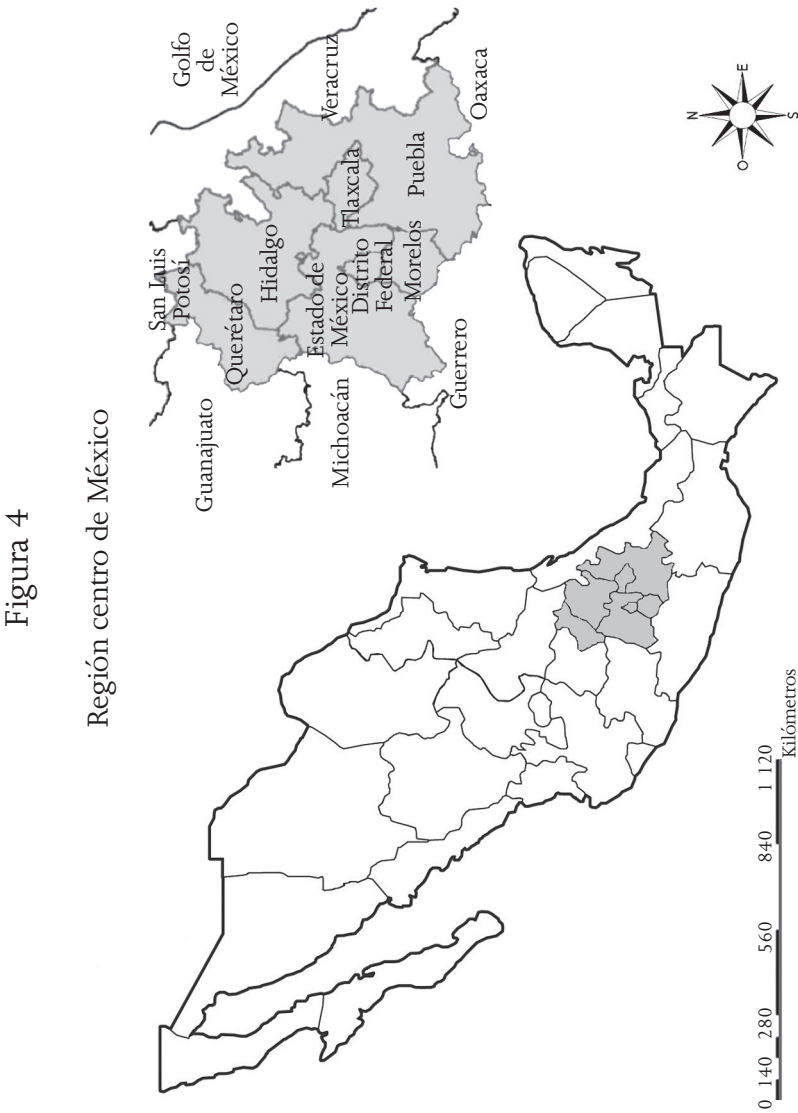 Figura 4
Región centro de México
Golfo
de
México
San Luis
Potosí
Guanajuato
Querétaro
Hidalgo
Veracruz
Estado de
México
Tlaxcala
Distrito
Federal
Michoacán
Morelos
Puebla
Guerrero
Oaxaca
N
O
E
S
0 140 280 560 840 1 120
Kilómetros